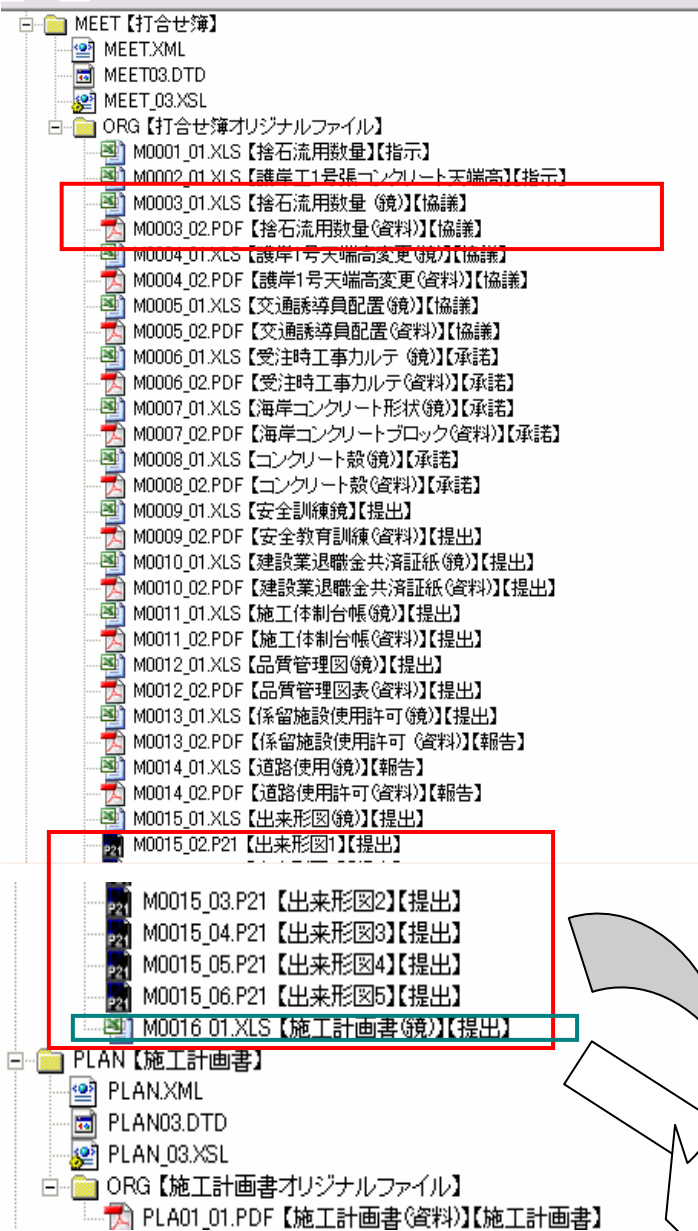 MEET【打合せ簿】
MEET.XML
MEET03.DTD
MEET_03.XSL
ORG【打合せ簿オリジナルファイル】
M0001_01.XLS【捨石流用数量】【指示】
M0002_01.XLS【護岸工1号張コンクリート天端高】【指示】
M0003_01.XLS【捨石流用数量 (鏡)】【協議】
M0003_02.PDF【捨石流用数量(資料)】【協議】
M0004_01.XLS【護岸1号天端高変更(鏡)】【協議】
M0004_02.PDF【護岸1号天端高変更(資料)】【協議】
M0005_01.XLS【交通誘導員配置(鏡)】【協議】
M0005_02.PDF【交通誘導員配置(資料)】【協議】
M0006_01.XLS【受注時工事カルテ (鏡)】【承諾】
M0006_02.PDF【受注時工事カルテ(資料)】【承諾】
M0007_01.XLS【海岸コンクリート形状(鏡)】【承諾】
M0007_02.PDF【海岸コンクリートブロック(資料)】【承諾】
M0008_01.XLS【コンクリート殻(鏡)】【承諾】
M0008_02.PDF【コンクリート殻(資料)】【承諾】
M0009_01.XLS【安全訓練鏡】【提出】
M0009_02.PDF【安全教育訓練(資料)】【提出】
M0010_01.XLS【建設業退職金共済証紙(鏡)】【提出】
M0010_02.PDF【建設業退職金共済証紙(資料)】【提出】
M0011_01.XLS【施工体制台帳(鏡)】【提出】
M0011_02.PDF【施工体制台帳(資料)】【提出】
M0012_01.XLS【品質管理図(鏡)】【提出】
M0012_02.PDF【品質管理図表(資料)】【提出】
M0013_01.XLS【係留施設使用許可(鏡)】【提出】
M0013_02.PDF【係留施設使用許可 (資料)】【報告】
M0014_01.XLS【道路使用(鏡)】【報告】
M0014_02.PDF【道路使用許可(資料)】【報告】
M0015_01.XLS【出来形図(鏡)】【提出】
M0015_02.P21【出来形図1】【提出】
M0015_03.P21【出来形図2】【提出】
M0015_04.P21【出来形図3】【提出】
M0015_05.P21【出来形図4】【提出】
M0015_06.P21【出来形図5】【提出】
M0016_01.XLS【施工計画書(鏡)】【提出】
PLAN【施工計画書】
PLAN.XML
PLAN03.DTD
PLAN_03.XSL
ORG【施工計画書オリジナルファイル】
PLA01_01.PDF【施工計画書(資料)】【施工計画書】